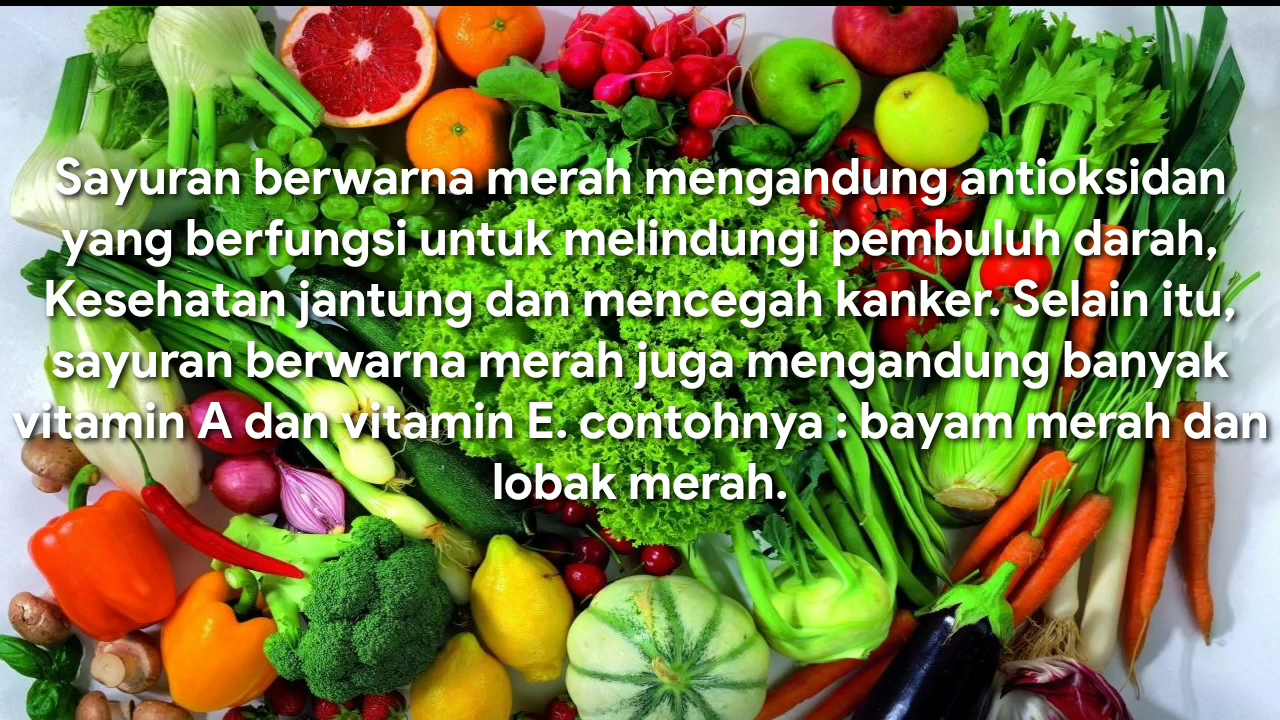 Sayuran berwarna merah mengandung antioksidan
yang berfungsi untuk melindungi pembuluh darah,
Kesehatan jantung dan mencegah kanker. Selain itu,
sayuran berwarna merah juga mengandung banyak
vitamin A dan vitamin E. contohnya : bayam merah dan
lobak merah.